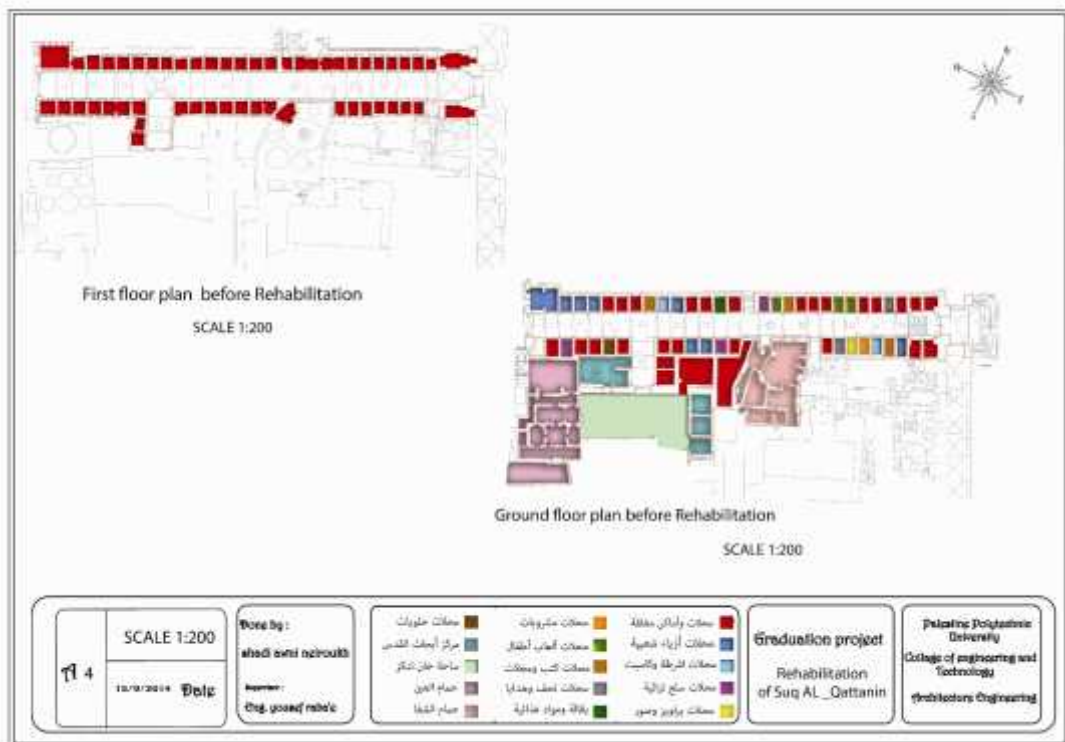 First floor plan before Rehabilitation
SCALE 1:200
Ground floor plan before Rehabilitation
SCALE 1:200
A 4
SCALE 1:200
Date
Done by :
محلات حلويات
مركز أبحاث القدس
ساحة خان تنكز
حمام العين
حمام الشفا
محلات مشروبات
محلات ألعاب أطفال
محلات كتب ومجلات
محلات تحف وهدايا
بقالة ومواد غذائية
محلات وأماكن مغلقة
محلات أزياء شعبية
محلات اشرطة وكاسيت
محلات سلع تراثية
محلات براويز وصور
Graduation project
Rehabilitation
of Suq AL_Qattanin
Palestine Polytechnic
University
College of engineering and
Technology
Architecture Engineering